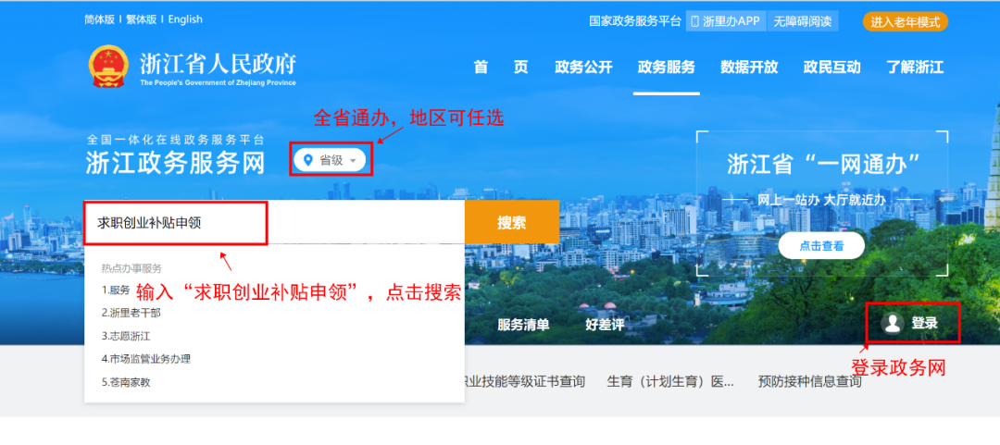 简体版 | 繁体版 | English
国家政务服务平台 浙里办APP 无障碍阅读 进入老年模式
浙江省人民政府
The People's Government of Zhejiang Province
首 页 政务公开 政务服务 数据开放 政民互动 了解浙江
全省通办，地区可任选
全国一体化在线政务服务平台
浙江政务服务网
省级
浙江省“一网通办”
网上一站办 大厅就近办
点击查看
求职创业补贴申领
搜索
热点办事服务
1.服务
输入“求职创业补贴申领”，点击搜索
2.浙里老干部
3.志愿浙江
4.市场监管业务办理
5.苍南家教
服务清单 好差评
登录
登录政务网
业技能等级证书查询 生育（计划生育）医... 预防接种信息查询